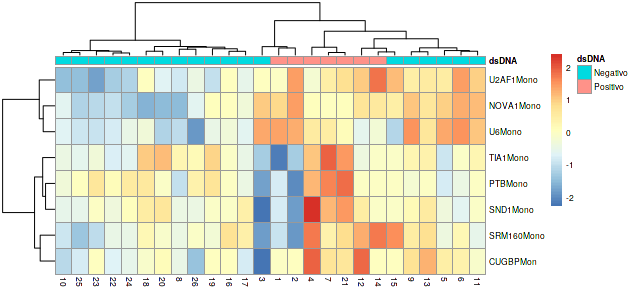 dsDNA
U2AF1Mono
NOVA1Mono
U6Mono
TIA1Mono
PTBMono
SND1Mono
SRM160Mono
CUGBPMono
10 25 23 22 24 18 20 8 26 19 16 17 3 1 2 4 7 21 12 14 15 9 13 5 6 11
2
1
0
-1
-2
dsDNA
Negativo
Positivo